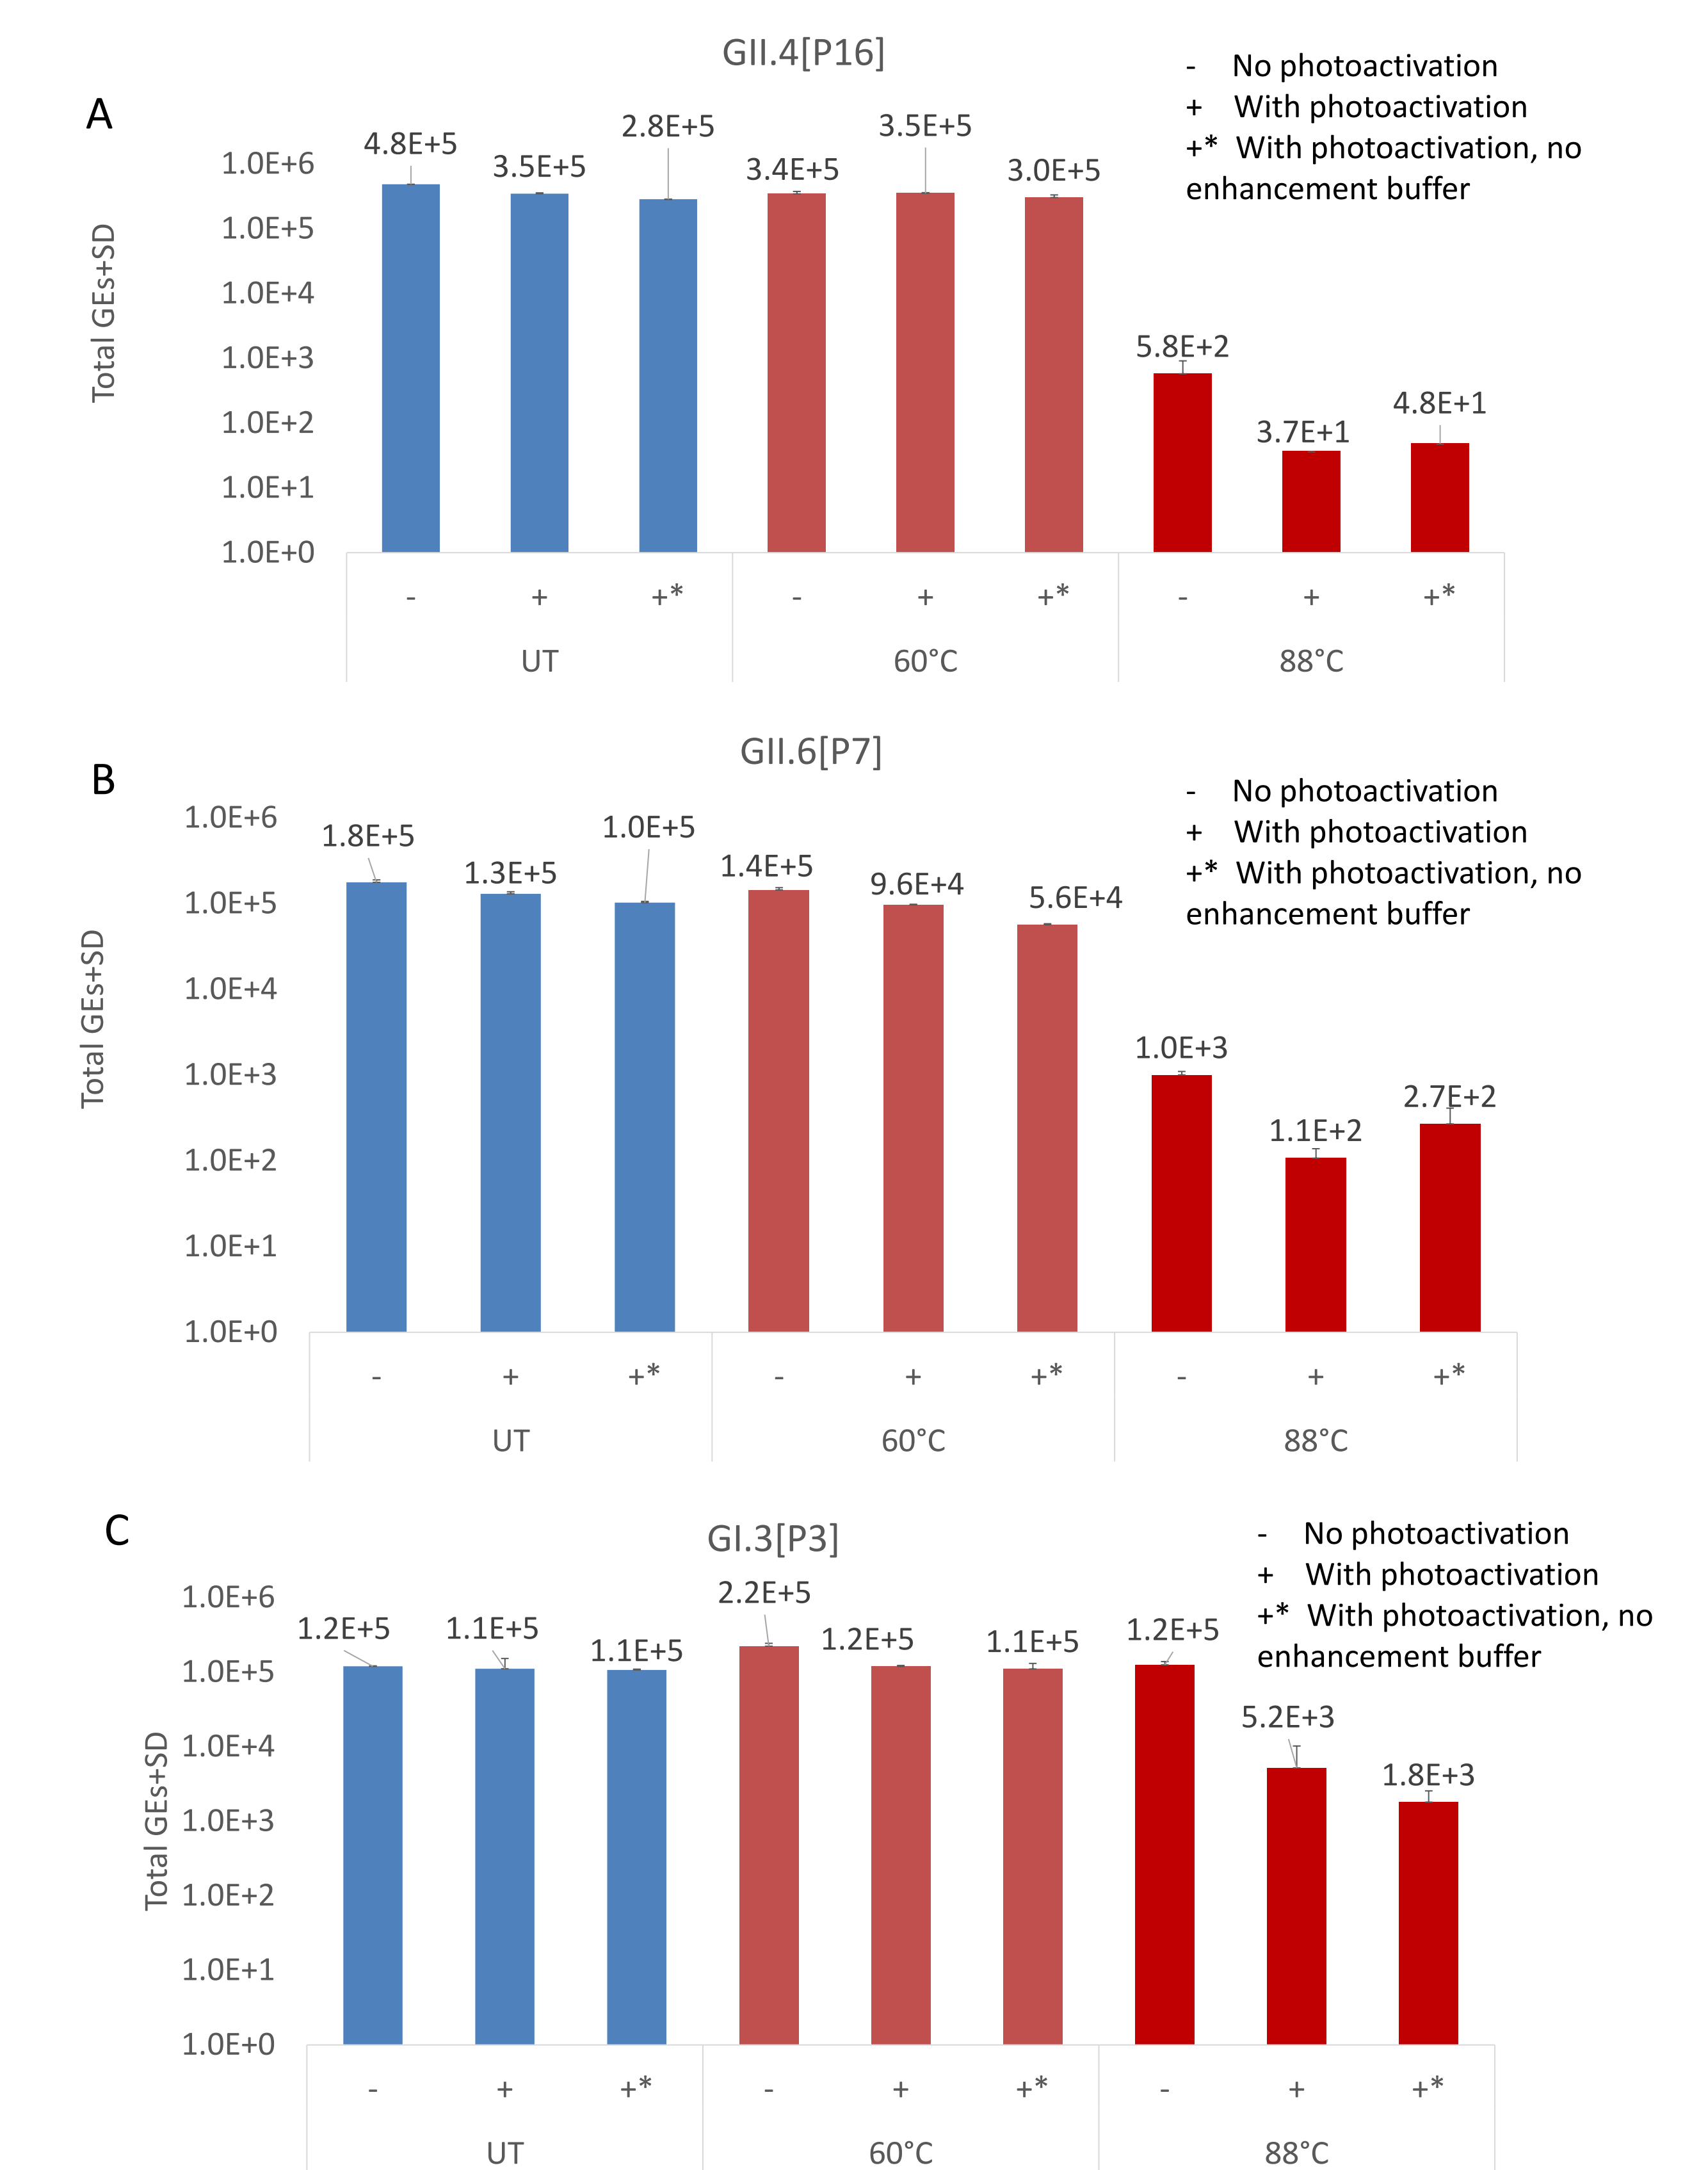 GII.4[P16]
A
- No photoactivation
+ With photoactivation
+* With photoactivation, no
enhancement buffer
Total GEs+SD
1.0E+6
1.0E+5
1.0E+4
1.0E+3
1.0E+2
1.0E+1
1.0E+0
4.8E+5
3.5E+5
2.8E+5
3.4E+5
3.5E+5
3.0E+5
5.8E+2
3.7E+1
4.8E+1
- + +* - + +* - + +*
UT 60°C 88°C
GII.6[P7]
B
- No photoactivation
+ With photoactivation
+* With photoactivation, no
enhancement buffer
Total GEs+SD
1.0E+6
1.0E+5
1.0E+4
1.0E+3
1.0E+2
1.0E+1
1.0E+0
1.8E+5
1.3E+5
1.0E+5
1.4E+5
9.6E+4
5.6E+4
1.0E+3
1.1E+2
2.7E+2
- + +* - + +* - + +*
UT 60°C 88°C
C
GI.3[P3]
- No photoactivation
+ With photoactivation
+* With photoactivation, no
enhancement buffer
Total GEs+SD
1.0E+6
1.0E+5
1.0E+4
1.0E+3
1.0E+2
1.0E+1
1.0E+0
1.2E+5
1.1E+5
1.1E+5
2.2E+5
1.2E+5
1.1E+5
1.2E+5
5.2E+3
1.8E+3
- + +* - + +* - + +*
UT 60°C 88°C